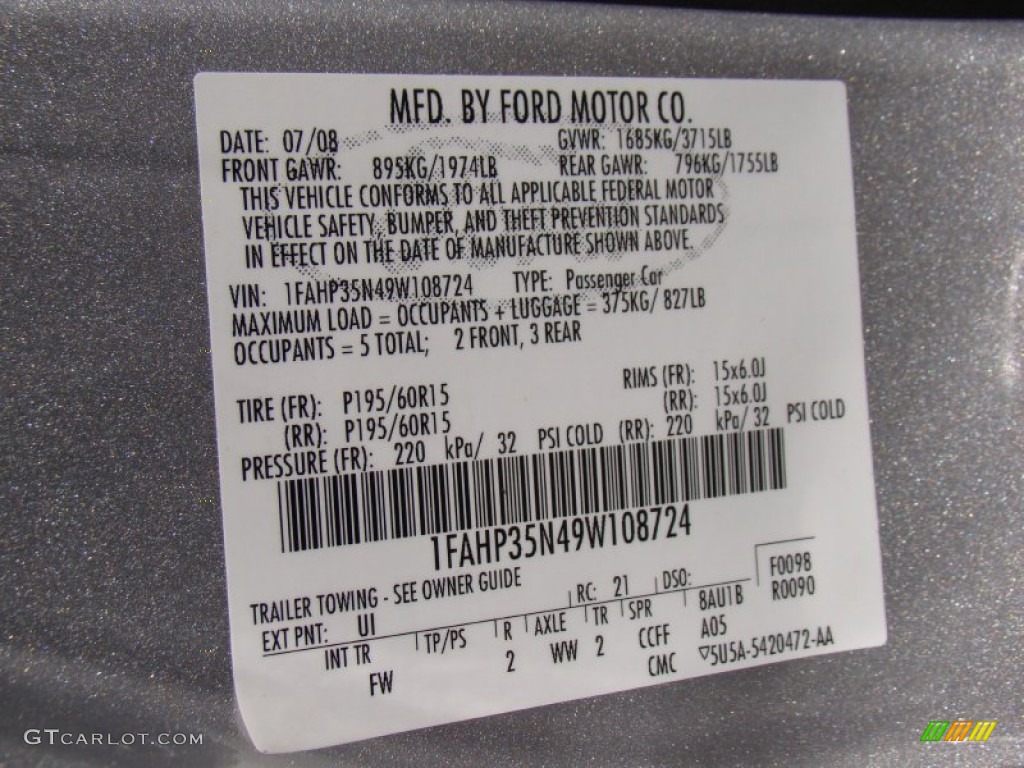 MFD. BY FORD MOTOR CO.
DATE: 07/08 GVWR: 1685KG/3715LB
FRONT GAWR: 895KG/1974LB REAR GAWR: 796KG/1755LB
THIS VEHICLE CONFORMS TO ALL APPLICABLE FEDERAL MOTOR
VEHICLE SAFETY, BUMPER, AND THEFT PREVENTION STANDARDS
IN EFFECT ON THE DATE OF MANUFACTURE SHOWN ABOVE.
VIN: 1FAHP35N49W108724 TYPE: Passenger Car
MAXIMUM LOAD = OCCUPANTS + LUGGAGE = 375KG/ 827LB
OCCUPANTS = 5 TOTAL; 2 FRONT, 3 REAR
TIRE (FR): P195/60R15 RIMS (FR): 15x6.0J
(RR): P195/60R15 (RR): 15x6.0J
PRESSURE (FR): 220 kPa/ 32 PSI COLD (RR): 220 kPa/ 32 PSI COLD
1FAHP35N49W108724
TRAILER TOWING - SEE OWNER GUIDE
F0098
EXT PNT: UI RC: 21 DSO: R0090
INT TR TP/PS R AXLE TR SPR 8AU1B
FW 2 WW 2 CCFF A05
CMC ▽5U5A-5420472-AA
GTCARLOT.COM